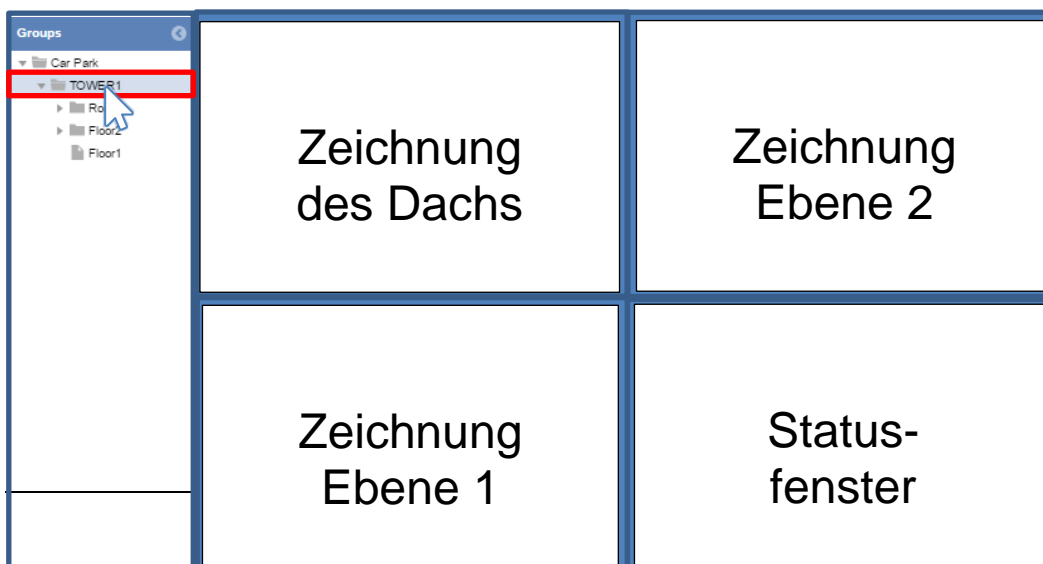 Groups
Car Park
TOWER1
Floor2
Floor1
Zeichnung
des Dachs
Zeichnung
Ebene 2
Zeichnung
Ebene 1
Status-
fenster